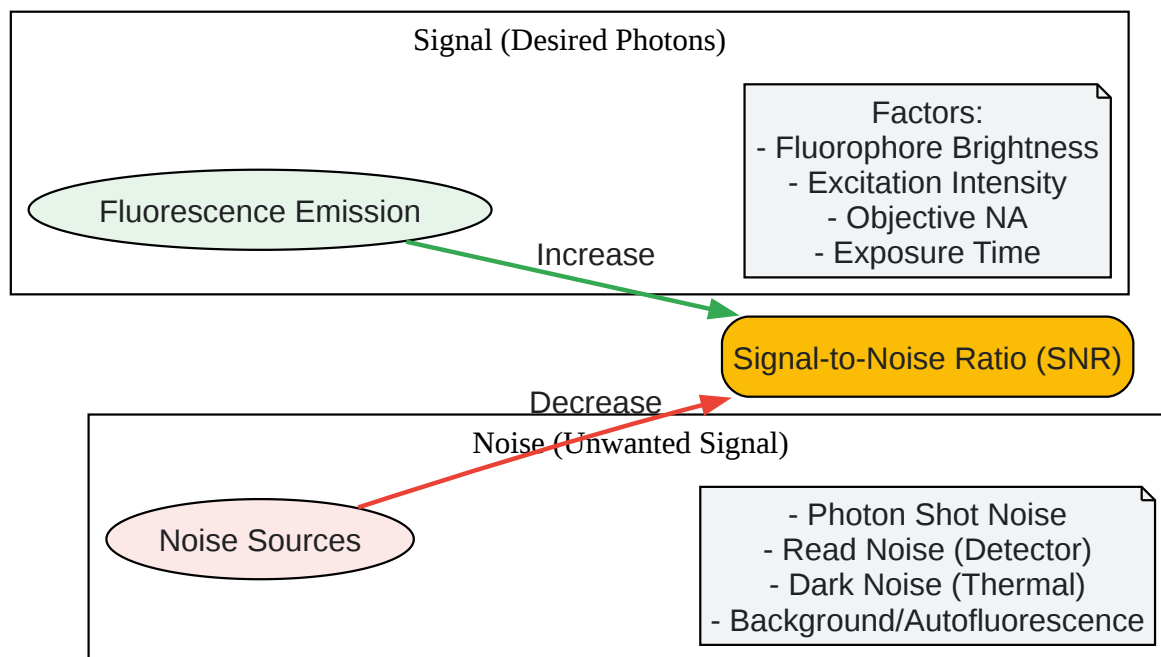 Signal (Desired Photons)
Factors:
- Fluorophore Brightness
- Excitation Intensity
- Objective NA
- Exposure Time
Fluorescence Emission
Increase
Signal-to-Noise Ratio (SNR)
Decrease
Noise (Unwanted Signal)
Noise Sources
- Photon Shot Noise
- Read Noise (Detector)
- Dark Noise (Thermal)
- Background/Autofluorescence